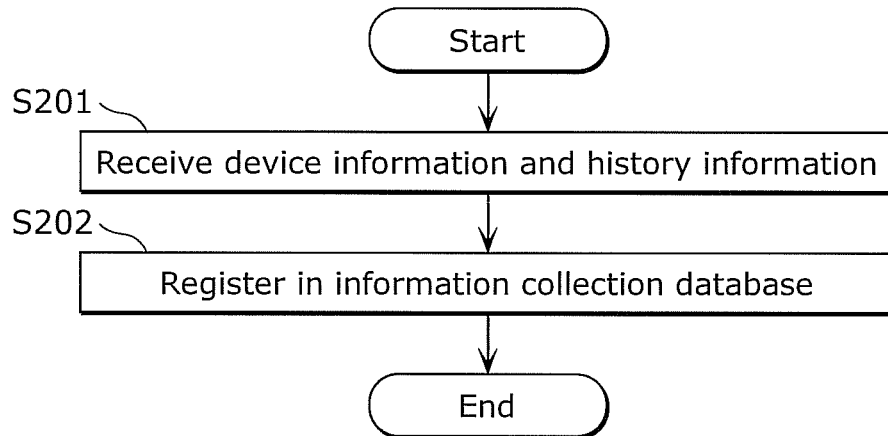 Start
S201
Receive device information and history information
S202
Register in information collection database
End